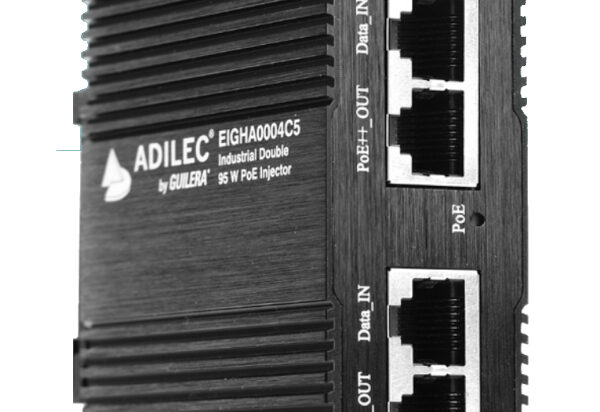 ADILEC® EIGHA0004C5
by GUILERA® Industrial Double
95 W PoE Injector
Data_IN
PoE++_OUT
PoE
Data_IN
_OUT